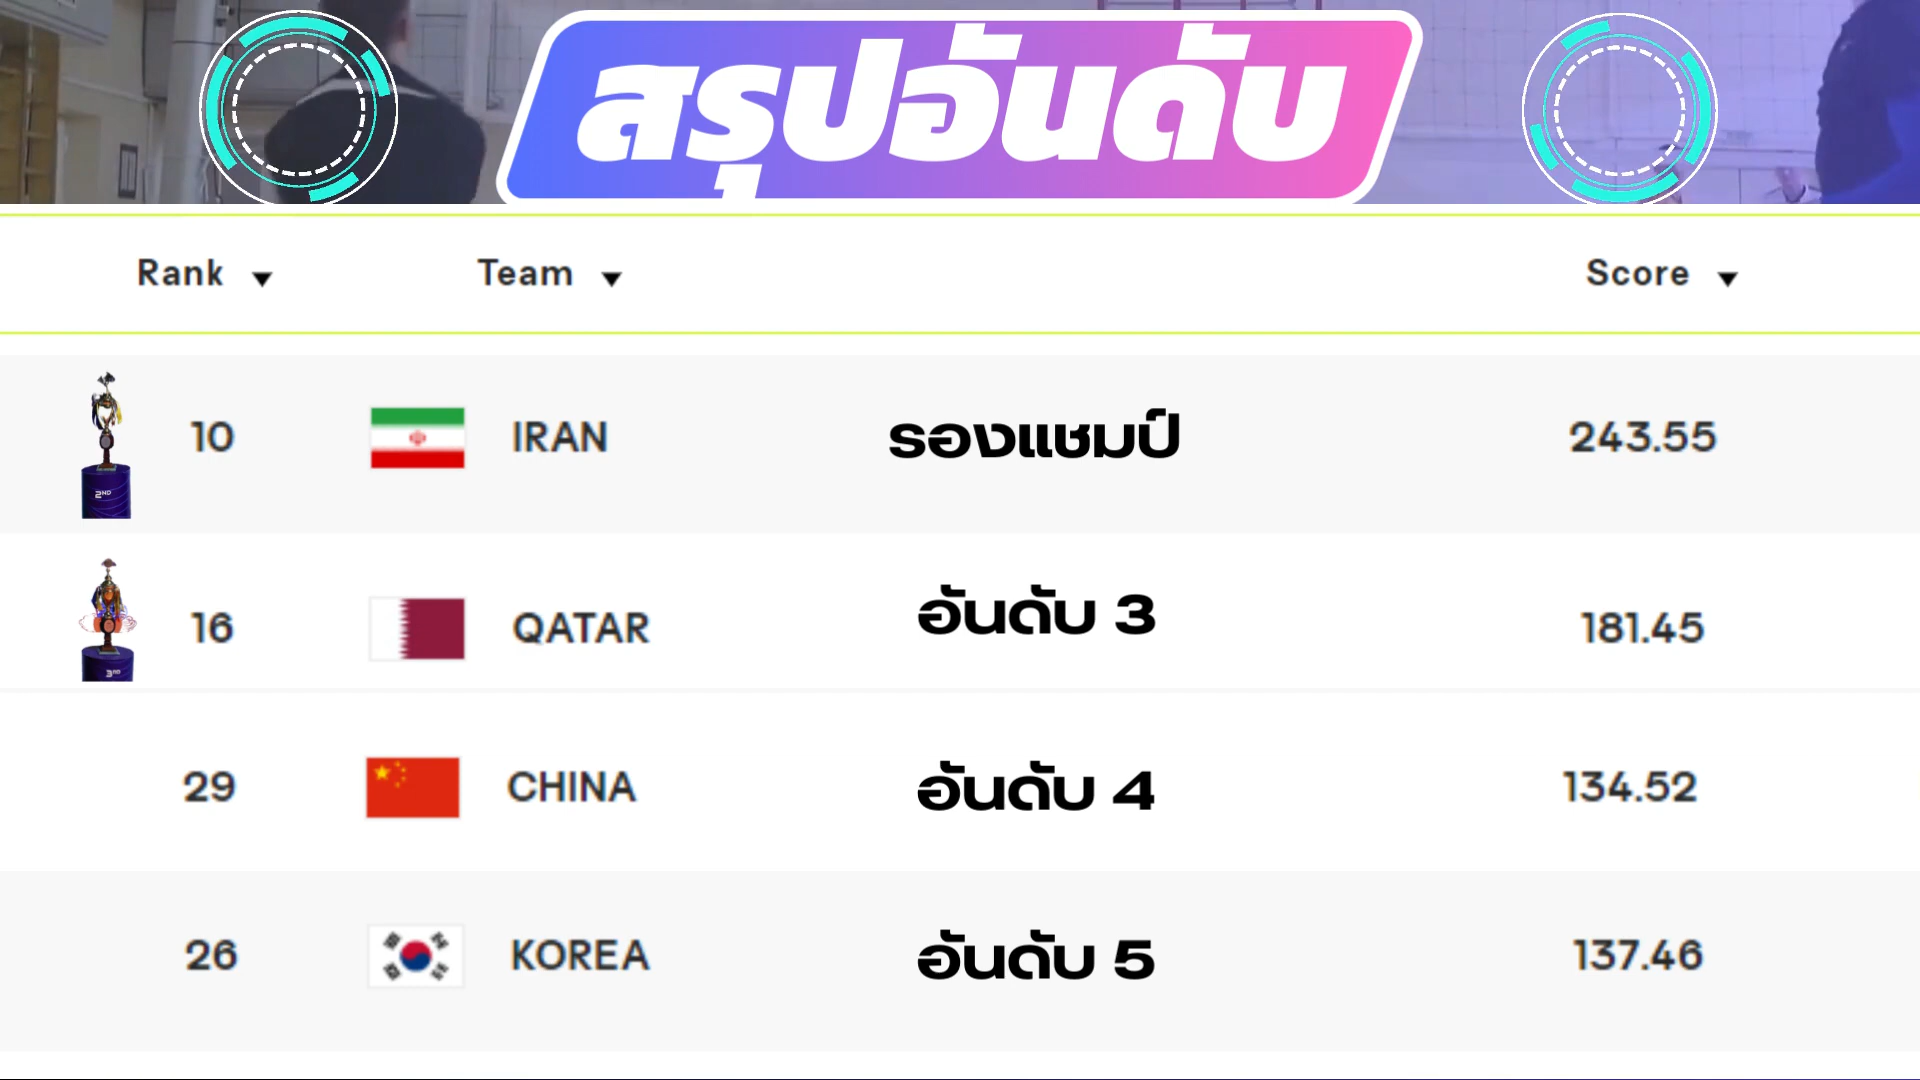 สรุปอันดับ
Rank Team Score
2ND
10 IRAN รองแชมป์ 243.55
3RD
16 QATAR อันดับ 3 181.45
29 CHINA อันดับ 4 134.52
26 KOREA อันดับ 5 137.46